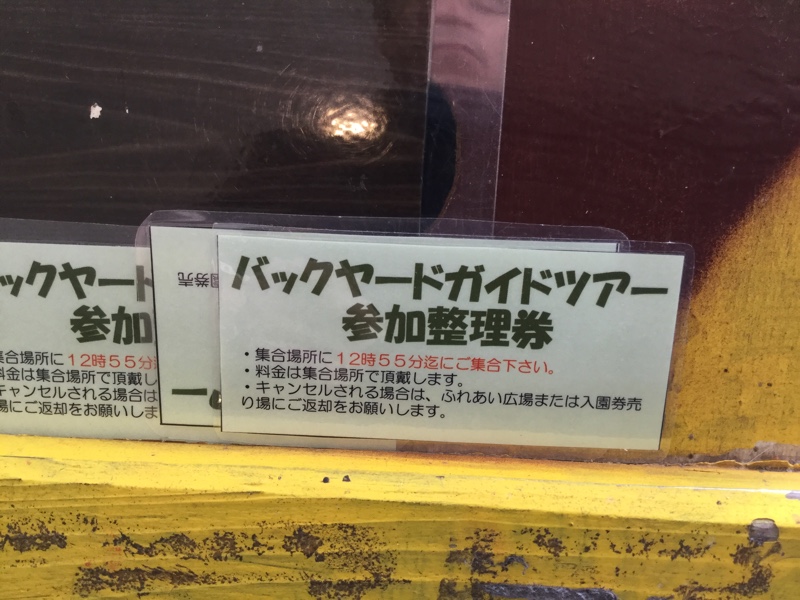 バックヤードガイドツアー
参加整理券
・集合場所に12時55分迄にご集合下さい。
・料金は集合場所で頂戴します。
・キャンセルされる場合は、ふれあい広場または入園券売
り場にご返却をお願いします。
ックヤード
参加
集合場所に12時55分
料金は集合場所で頂戴し
キャンセルされる場合は
場にご返却をお願いしま